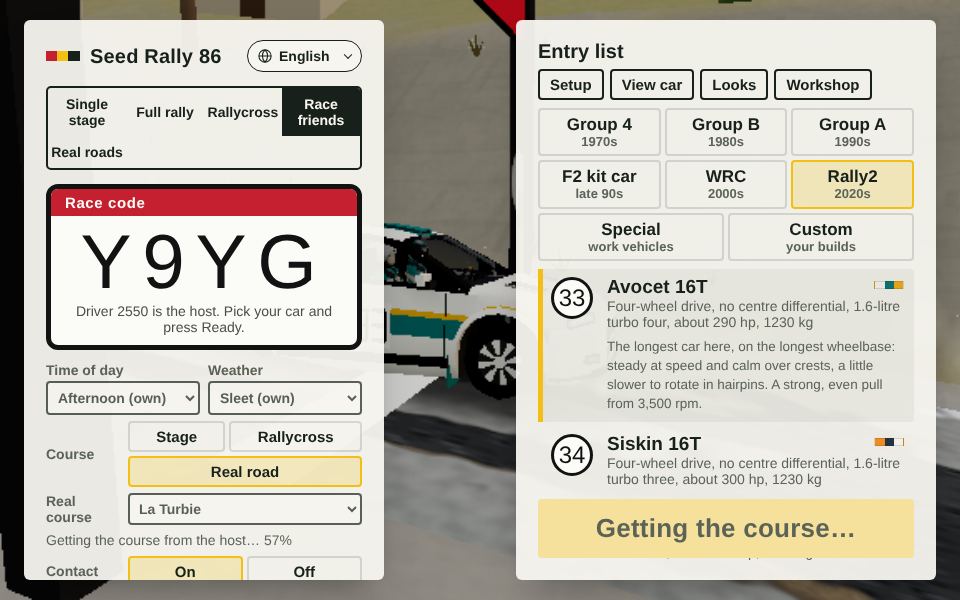 Seed Rally 86
English
Single stage
Full rally
Rallycross
Race friends
Real roads
Race code
Y9YG
Driver 2550 is the host. Pick your car and
press Ready.
Time of day
Weather
Afternoon (own)
Sleet (own)
Course
Stage
Rallycross
Real road
Real course
La Turbie
Getting the course from the host… 57%
Contact
On
Off
Entry list
Setup
View car
Looks
Workshop
Group 4
1970s
Group B
1980s
Group A
1990s
F2 kit car
late 90s
WRC
2000s
Rally2
2020s
Special
work vehicles
Custom
your builds
33
Avocet 16T
Four-wheel drive, no centre differential, 1.6-litre
turbo four, about 290 hp, 1230 kg
The longest car here, on the longest wheelbase:
steady at speed and calm over crests, a little
slower to rotate in hairpins. A strong, even pull
from 3,500 rpm.
34
Siskin 16T
Four-wheel drive, no centre differential, 1.6-litre
turbo three, about 300 hp, 1230 kg
Getting the course…